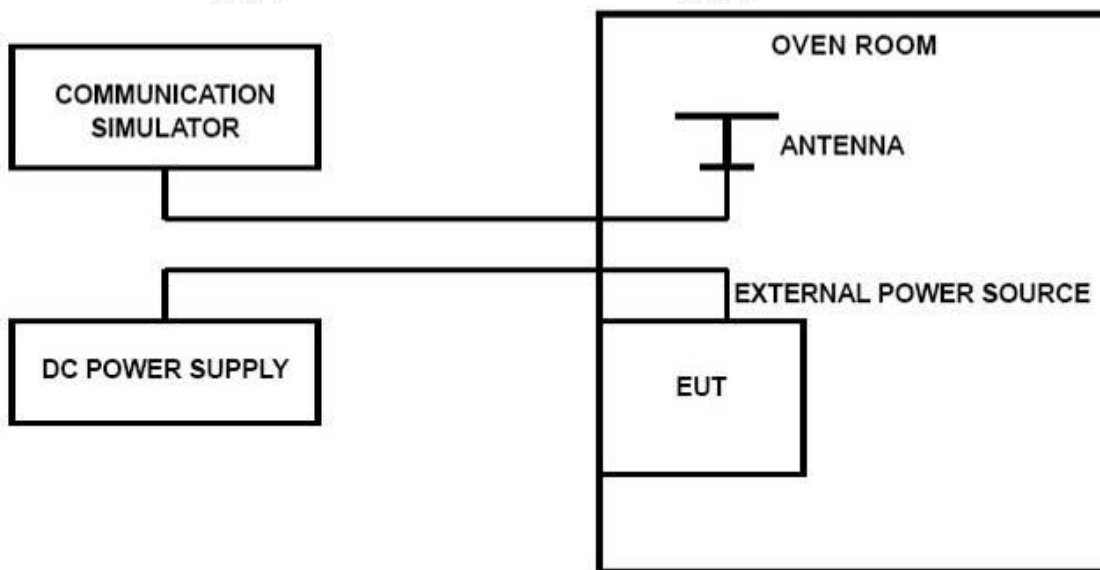 OVEN ROOM
COMMUNICATION
SIMULATOR
ANTENNA
EXTERNAL POWER SOURCE
DC POWER SUPPLY
EUT